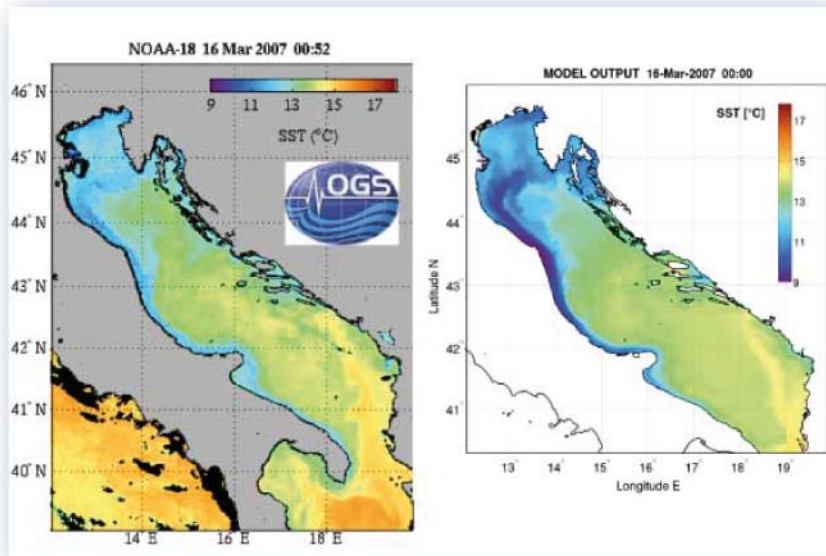 NOAA-18 16 Mar 2007 00:52
46° N
45° N
44° N
43° N
42° N
41° N
40° N
9 11 13 15 17
SST (°C)
OGS
14° E 16° E 18° E
MODEL OUTPUT 16-Mar-2007 00:00
SST [°C]
17
15
13
11
9
Latitude N
45°
44°
43°
42°
41°
13° 14° 15° 16° 17° 18° 19°
Longitude E